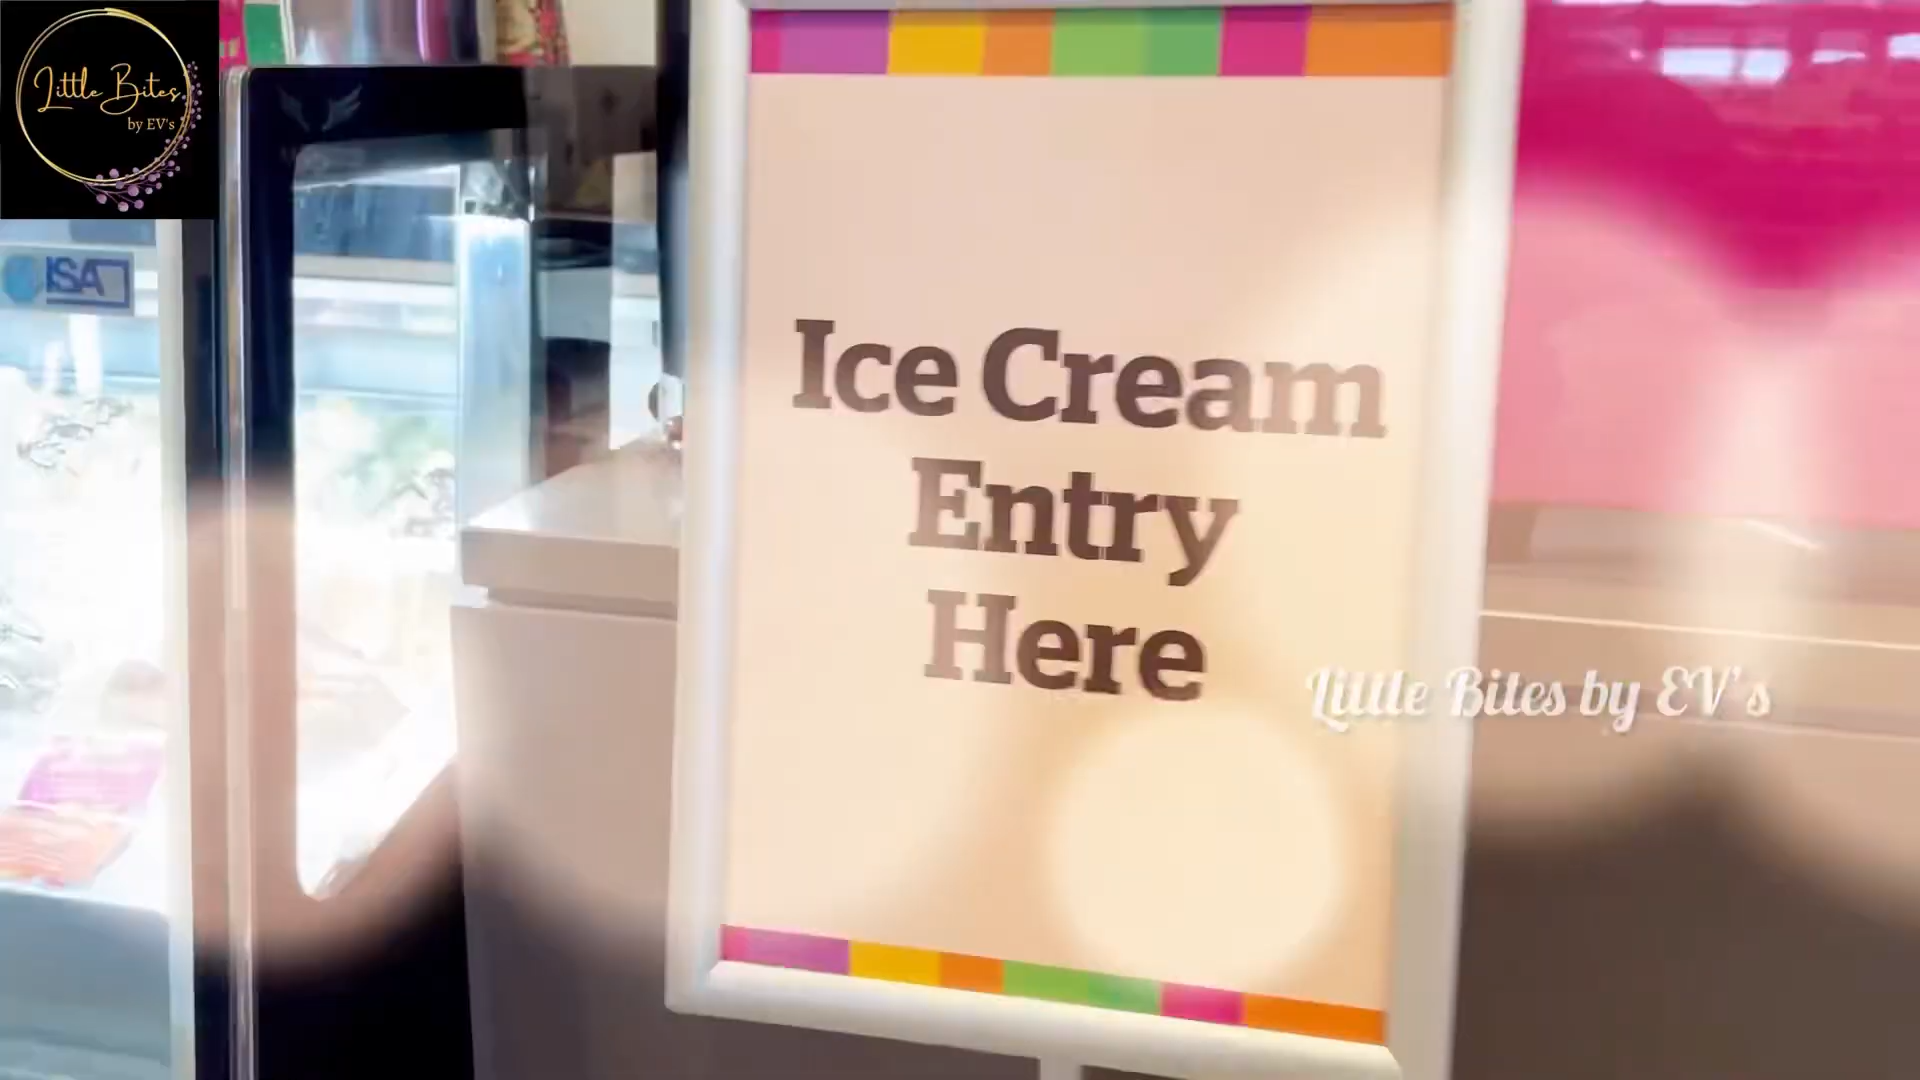 Little Bites
by EV's
ISA
Ice Cream
Entry
Here
Little Bites by EV's